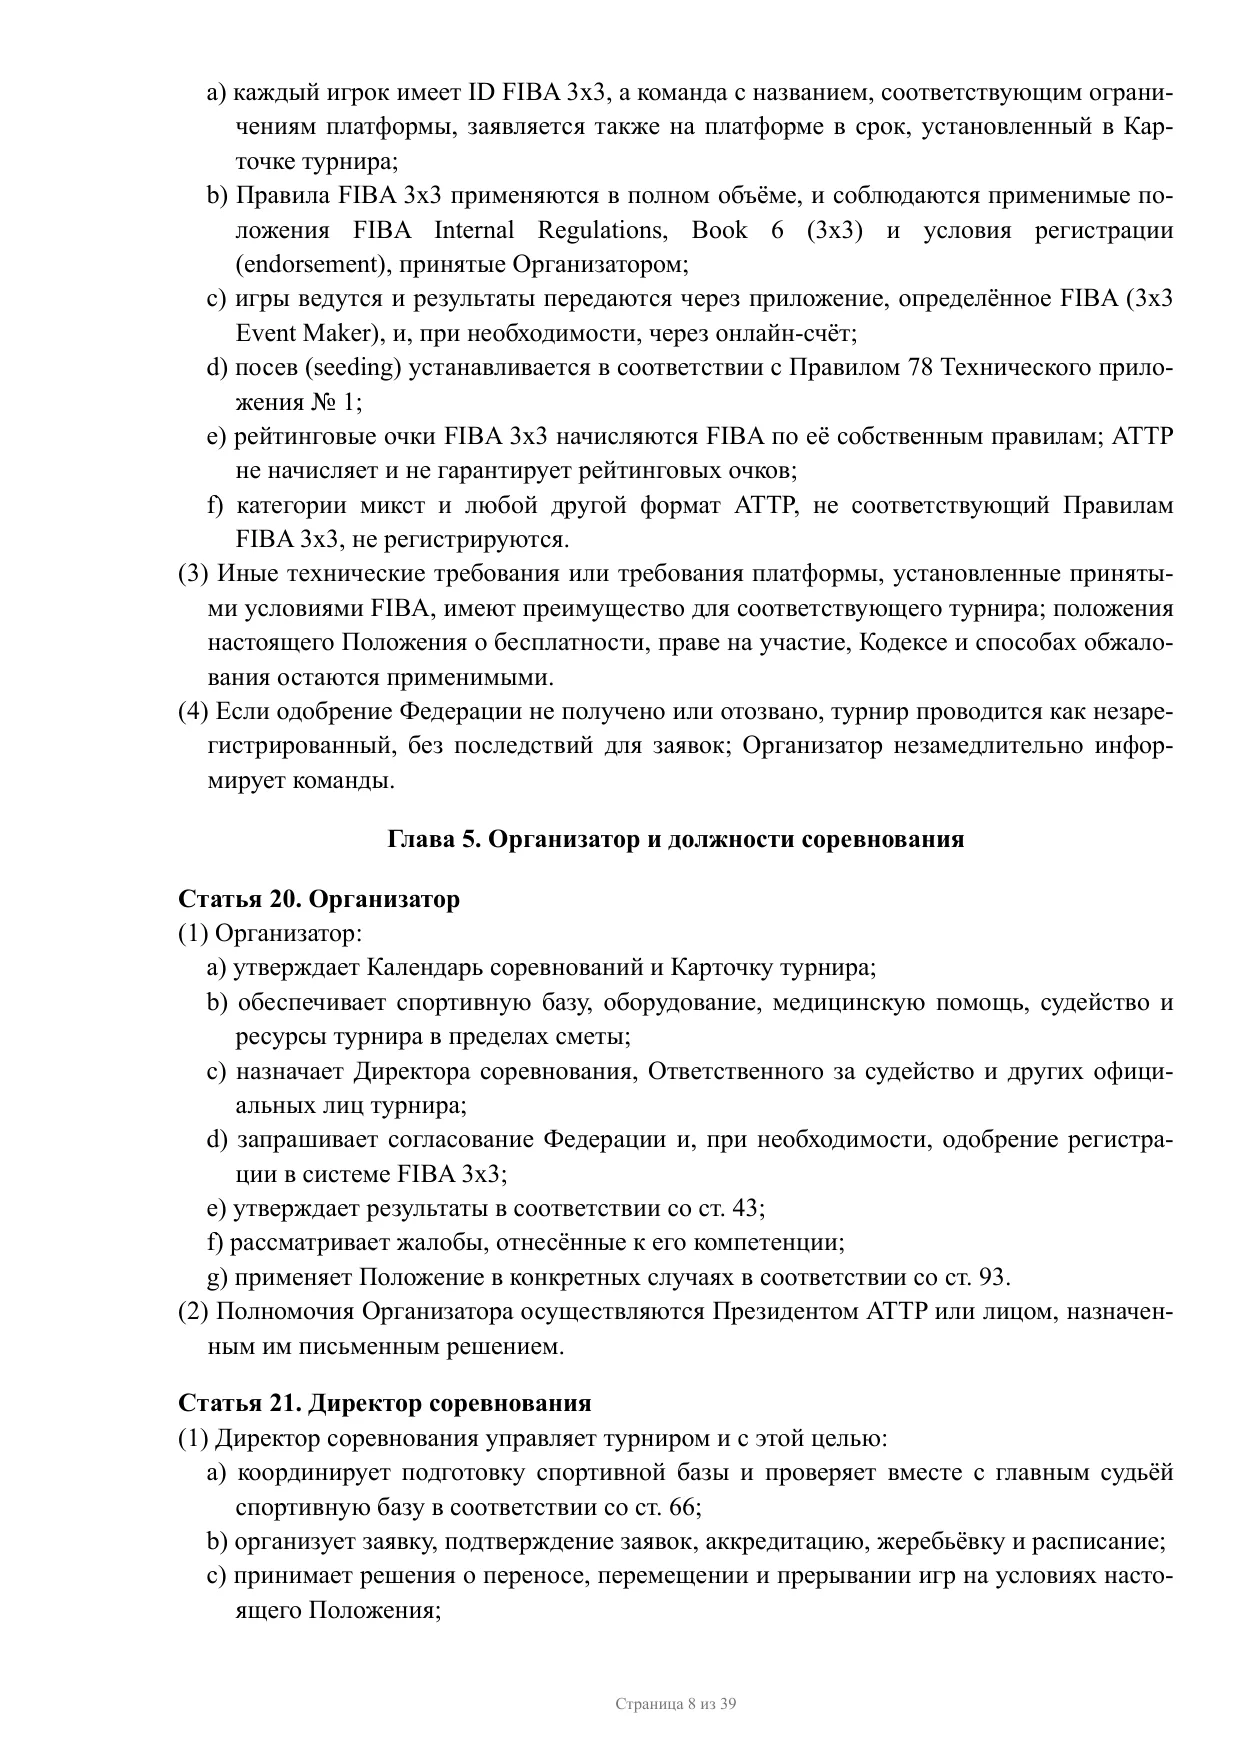 a) каждый игрок имеет ID FIBA 3x3, а команда с названием, соответствующим ограни-
чениям платформы, заявляется также на платформе в срок, установленный в Кар-
точке турнира;
b) Правила FIBA 3x3 применяются в полном объёме, и соблюдаются применимые по-
ложения FIBA Internal Regulations, Book 6 (3x3) и условия регистрации
(endorsement), принятые Организатором;
c) игры ведутся и результаты передаются через приложение, определённое FIBA (3x3
Event Maker), и, при необходимости, через онлайн-счёт;
d) посев (seeding) устанавливается в соответствии с Правилом 78 Технического прило-
жения № 1;
e) рейтинговые очки FIBA 3x3 начисляются FIBA по её собственным правилам; ATTP
не начисляет и не гарантирует рейтинговых очков;
f) категории микст и любой другой формат ATTP, не соответствующий Правилам
FIBA 3x3, не регистрируются.
(3) Иные технические требования или требования платформы, установленные приняты-
ми условиями FIBA, имеют преимущество для соответствующего турнира; положения
настоящего Положения о бесплатности, праве на участие, Кодексе и способах обжало-
вания остаются применимыми.
(4) Если одобрение Федерации не получено или отозвано, турнир проводится как незаре-
гистрированный, без последствий для заявок; Организатор незамедлительно инфор-
мирует команды.
Глава 5. Организатор и должности соревнования
Статья 20. Организатор
(1) Организатор:
a) утверждает Календарь соревнований и Карточку турнира;
b) обеспечивает спортивную базу, оборудование, медицинскую помощь, судейство и
ресурсы турнира в пределах сметы;
c) назначает Директора соревнования, Ответственного за судейство и других офици-
альных лиц турнира;
d) запрашивает согласование Федерации и, при необходимости, одобрение регистра-
ции в системе FIBA 3x3;
e) утверждает результаты в соответствии со ст. 43;
f) рассматривает жалобы, отнесённые к его компетенции;
g) применяет Положение в конкретных случаях в соответствии со ст. 93.
(2) Полномочия Организатора осуществляются Президентом ATTP или лицом, назначен-
ным им письменным решением.
Статья 21. Директор соревнования
(1) Директор соревнования управляет турниром и с этой целью:
a) координирует подготовку спортивной базы и проверяет вместе с главным судьёй
спортивную базу в соответствии со ст. 66;
b) организует заявку, подтверждение заявок, аккредитацию, жеребьёвку и расписание;
c) принимает решения о переносе, перемещении и прерывании игр на условиях насто-
ящего Положения;
Страница 8 из 39